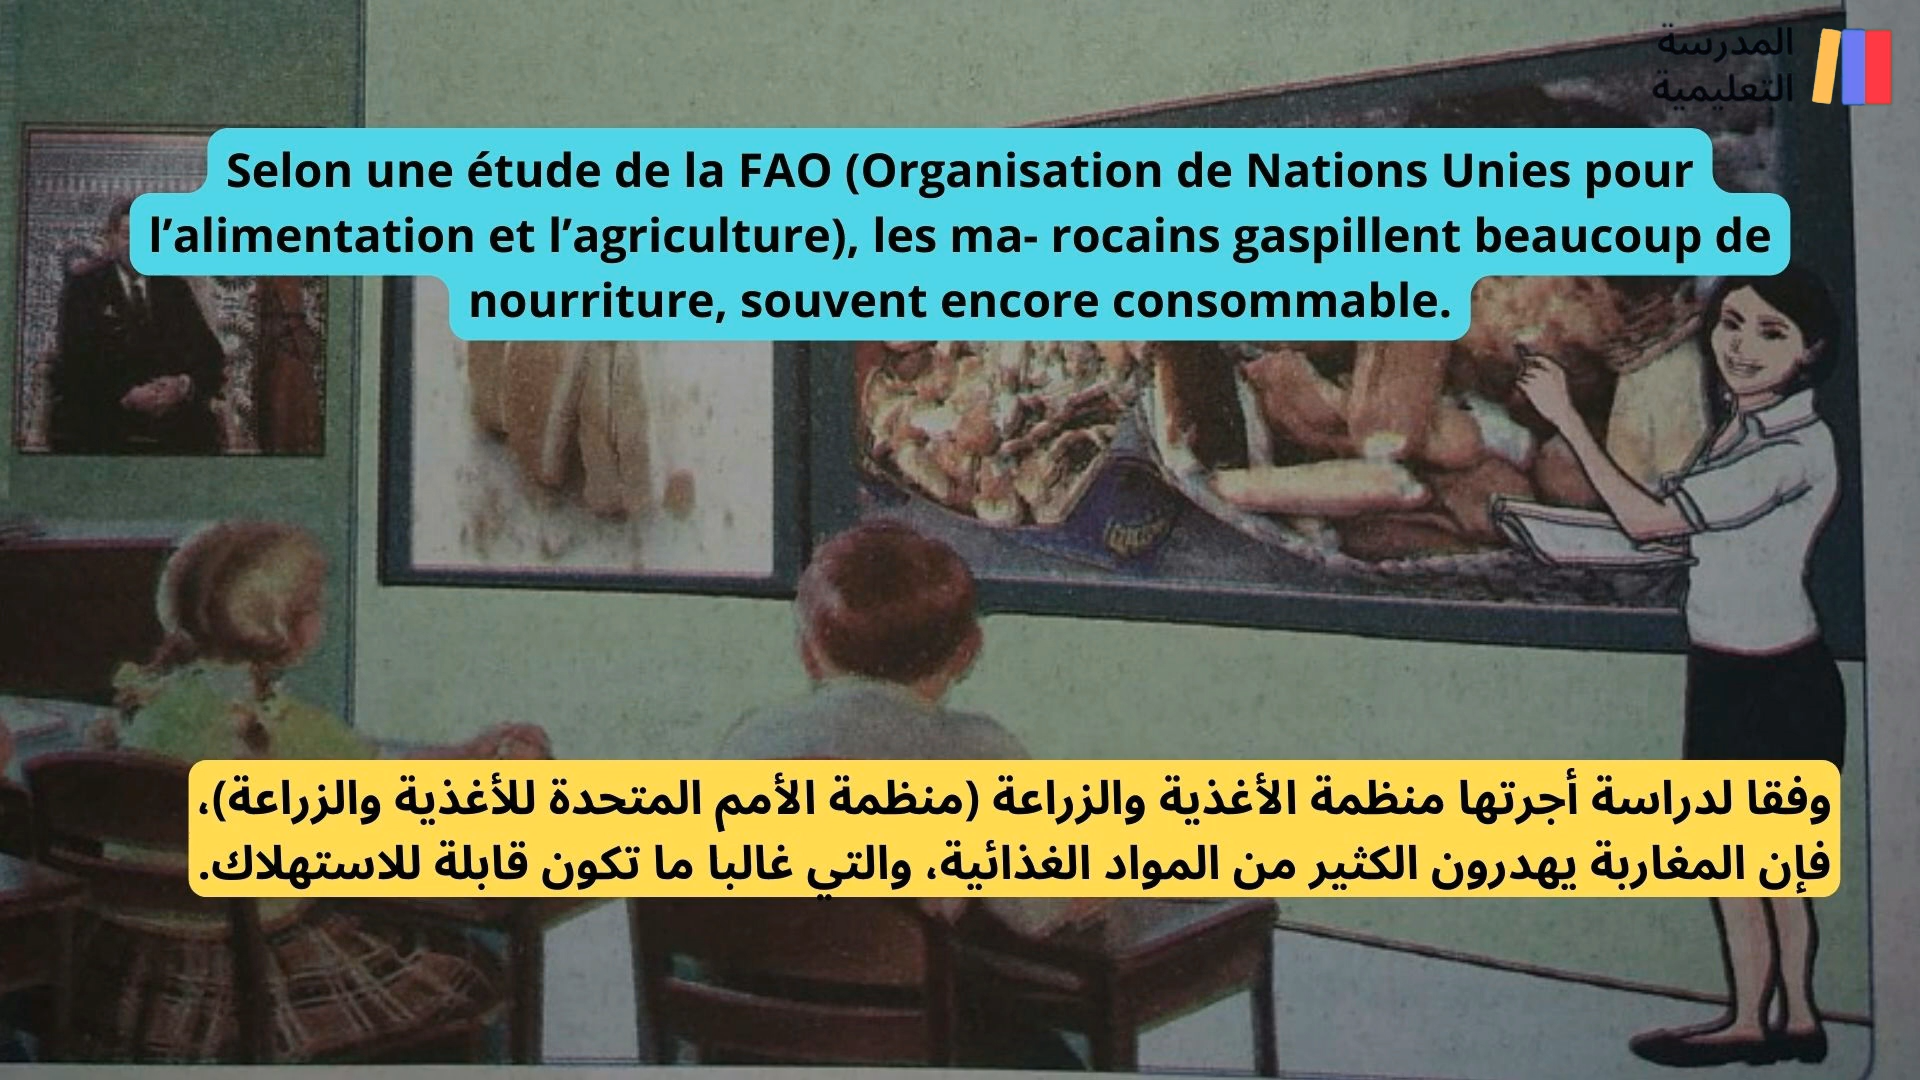 المدرسة
التعليمية
Selon une étude de la FAO (Organisation de Nations Unies pour
l’alimentation et l’agriculture), les ma- rocains gaspillent beaucoup de
nourriture, souvent encore consommable.
وفقا لدراسة أجرتها منظمة الأغذية والزراعة (منظمة الأمم المتحدة للأغذية والزراعة)،
فإن المغاربة يهدرون الكثير من المواد الغذائية، والتي غالبا ما تكون قابلة للاستهلاك.